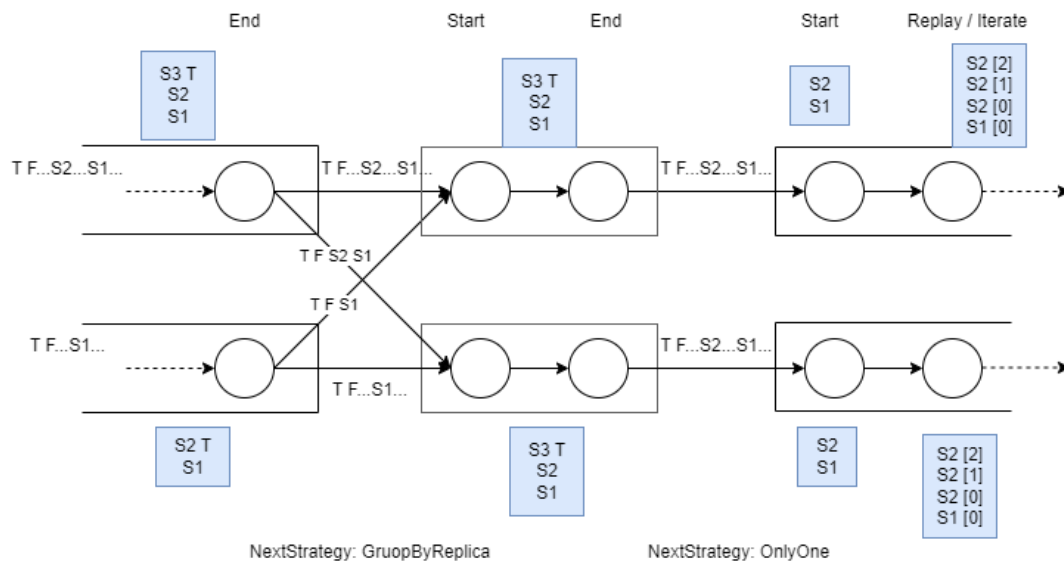 End
Start
End
Start
Replay / Iterate
S3 T
S2
S1
S3 T
S2
S1
S2
S1
S2 [2]
S2 [1]
S2 [0]
S1 [0]
T F...S2...S1...
T F...S2...S1...
T F...S2...S1...
T F S2 S1
T F S1
T F...S1...
T F...S1...
T F...S2...S1...
S2 T
S1
S3 T
S2
S1
S2
S1
S2 [2]
S2 [1]
S2 [0]
S1 [0]
NextStrategy: GruopByReplica
NextStrategy: OnlyOne